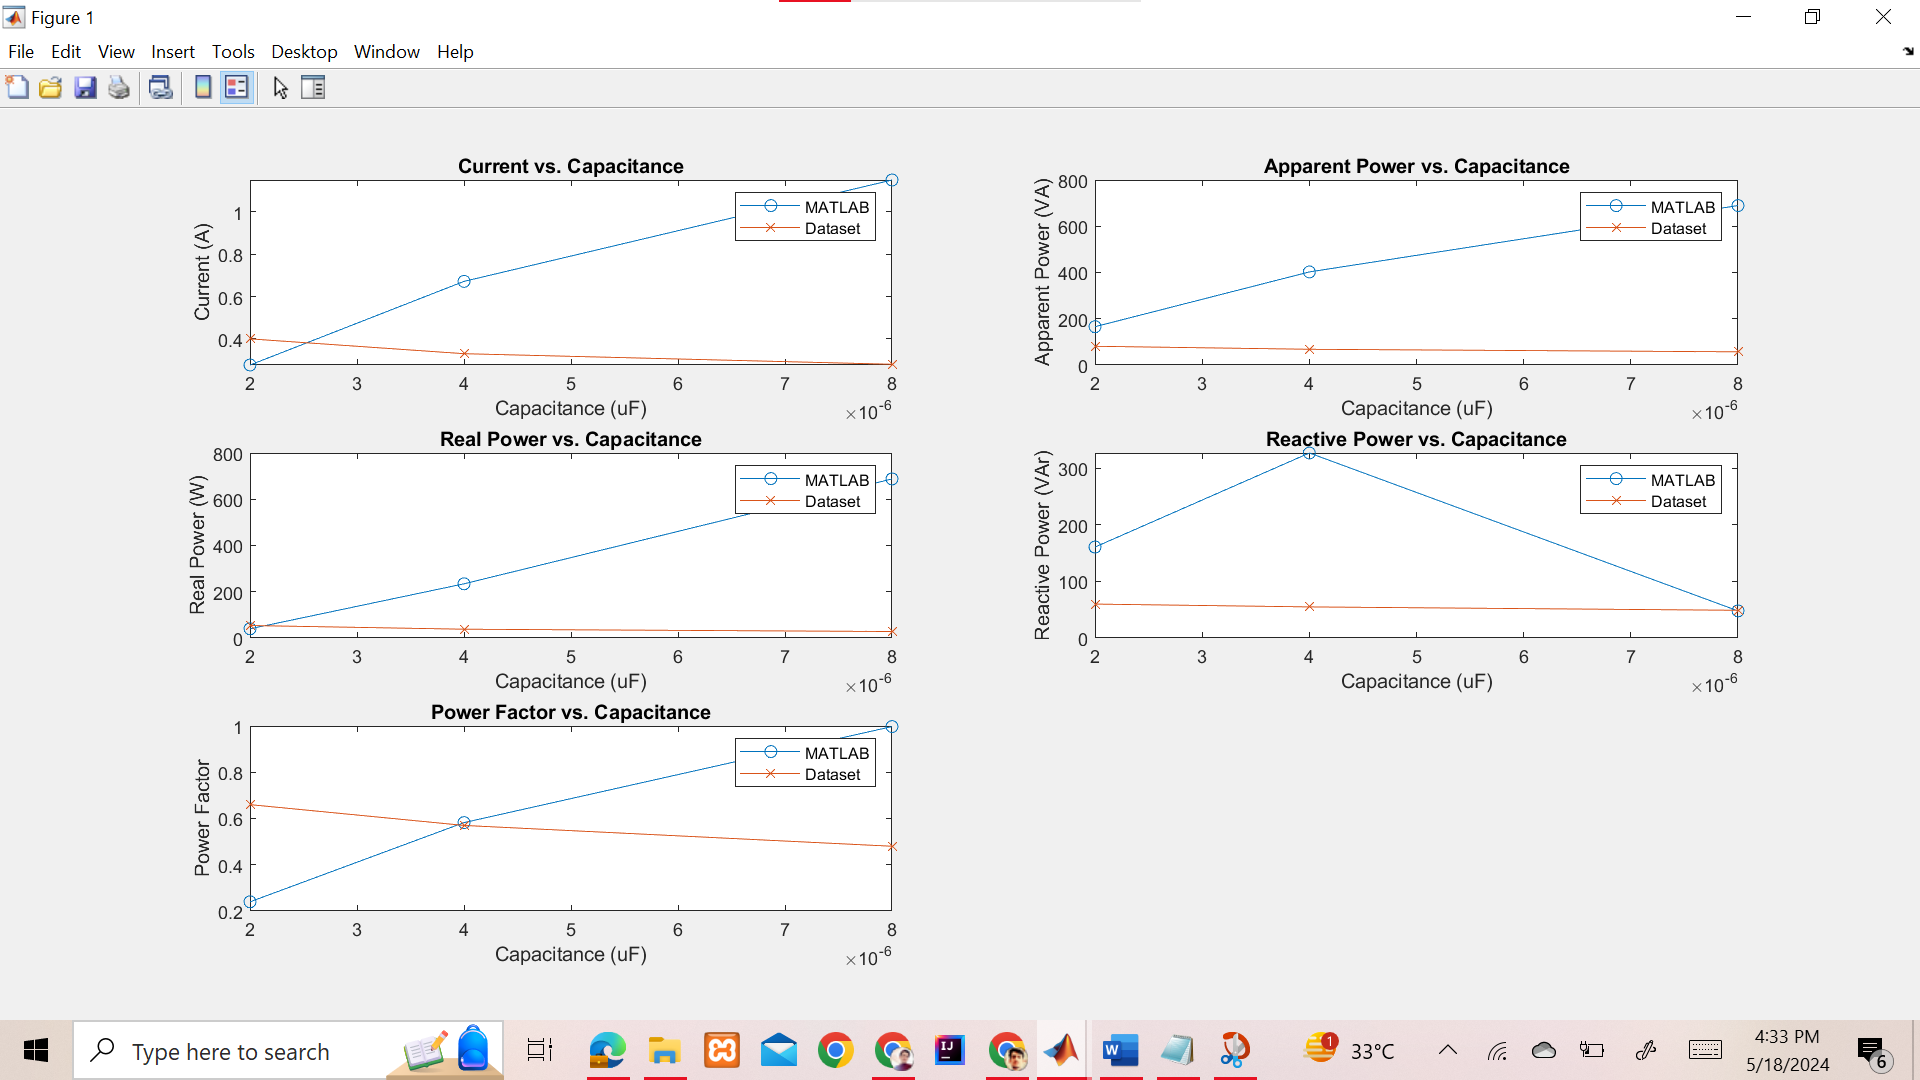 Figure 1
File Edit View Insert Tools Desktop Window Help
Current vs. Capacitance
Current (A)
1
0.8
0.6
0.4
MATLAB
Dataset
2 3 4 5 6 7 8
Capacitance (uF)
×10-6
Apparent Power vs. Capacitance
Apparent Power (VA)
800
600
400
200
0
MATLAB
Dataset
2 3 4 5 6 7 8
Capacitance (uF)
×10-6
Real Power vs. Capacitance
Real Power (W)
800
600
400
200
0
MATLAB
Dataset
2 3 4 5 6 7 8
Capacitance (uF)
×10-6
Reactive Power vs. Capacitance
Reactive Power (VAr)
300
200
100
0
MATLAB
Dataset
2 3 4 5 6 7 8
Capacitance (uF)
×10-6
Power Factor vs. Capacitance
Power Factor
1
0.8
0.6
0.4
0.2
MATLAB
Dataset
2 3 4 5 6 7 8
Capacitance (uF)
×10-6
Type here to search
IJ
W
1
33°C
4:33 PM
5/18/2024
6